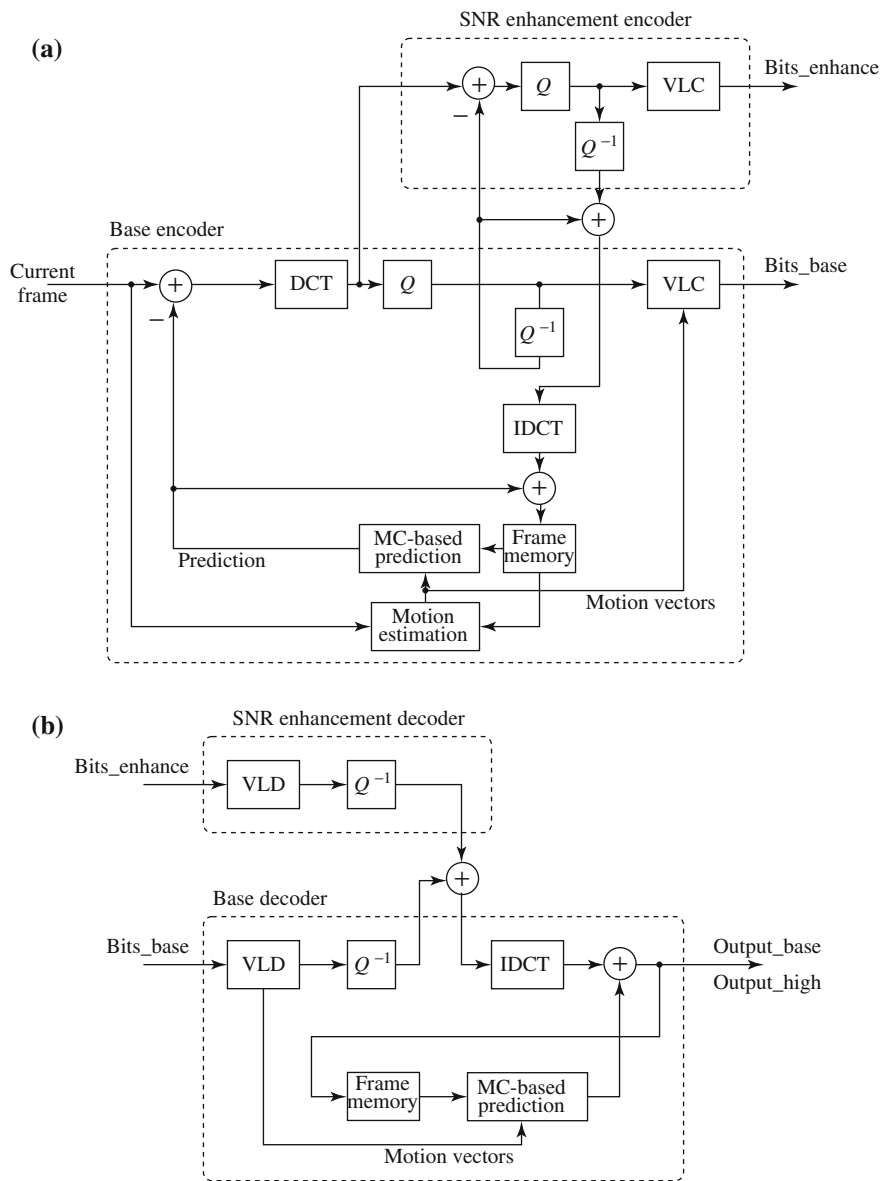 (a)
SNR enhancement encoder
Bits_enhance
+
Q
VLC
−
Q −1
+
Base encoder
Current
frame
+
DCT
Q
VLC
Bits_base
−
Q −1
IDCT
+
Prediction
MC-based
prediction
Frame
memory
Motion vectors
Motion
estimation
(b)
SNR enhancement decoder
Bits_enhance
VLD
Q −1
+
Base decoder
Bits_base
VLD
Q −1
IDCT
+
Output_base
Output_high
Frame
memory
MC-based
prediction
Motion vectors